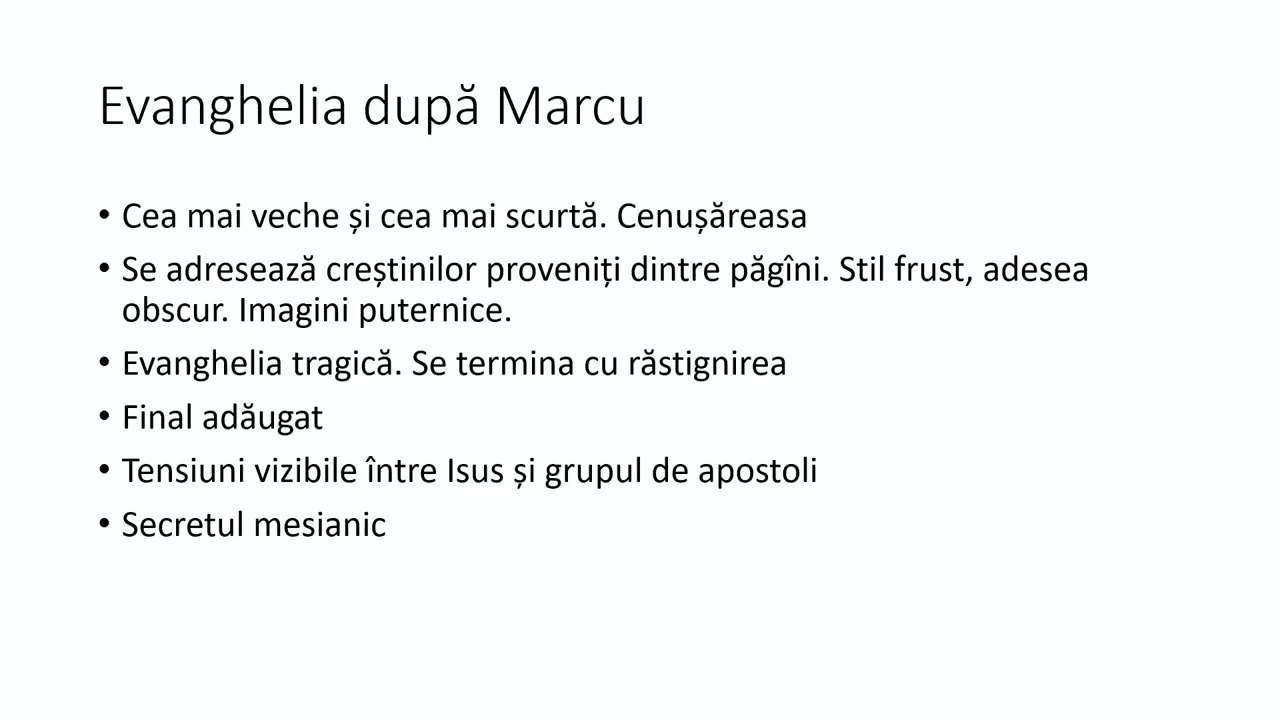 Evanghelia după Marcu
• Cea mai veche și cea mai scurtă. Cenușăreasa
• Se adresează creștinilor proveniți dintre păgîni. Stil frust, adesea
obscur. Imagini puternice.
• Evanghelia tragică. Se termina cu răstignirea
• Final adăugat
• Tensiuni vizibile între Isus și grupul de apostoli
• Secretul mesianic